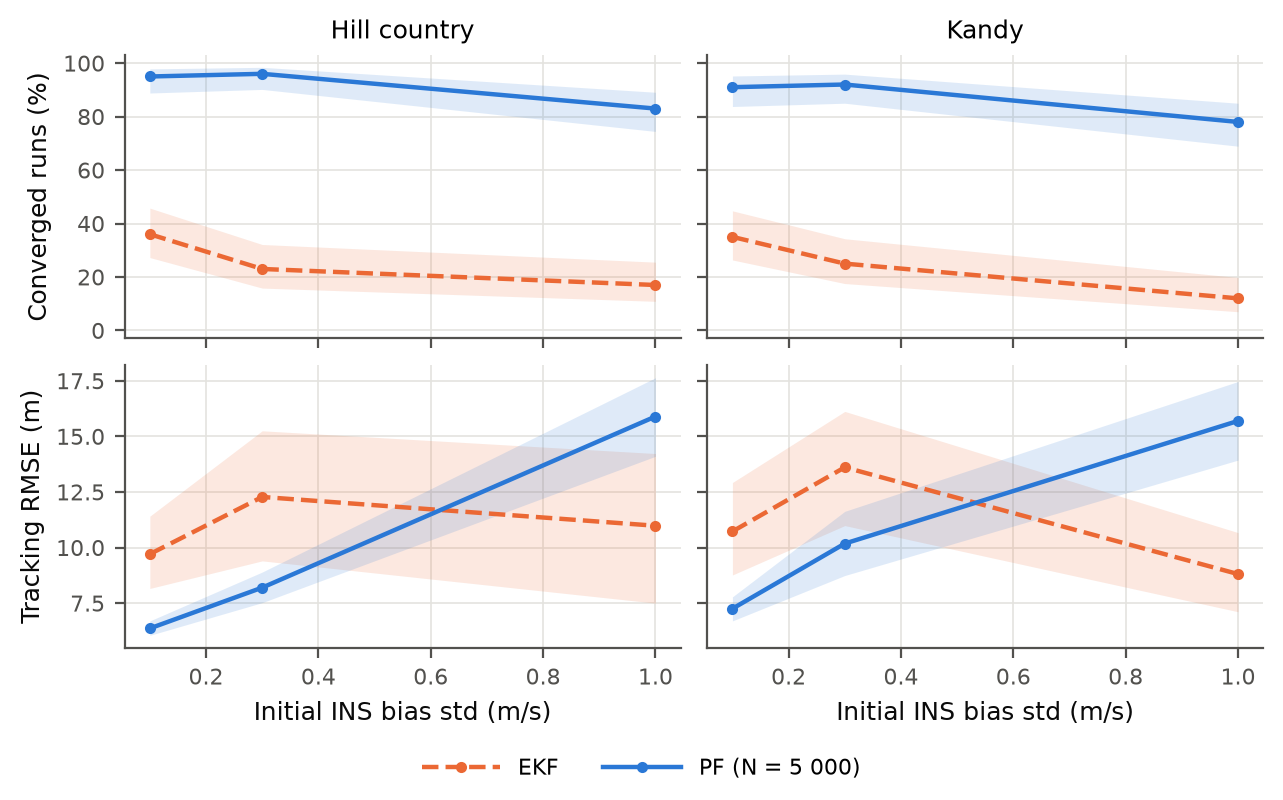 Hill country
Kandy
Converged runs (%)
100
80
60
40
20
0
Tracking RMSE (m)
17.5
15.0
12.5
10.0
7.5
0.2 0.4 0.6 0.8 1.0
0.2 0.4 0.6 0.8 1.0
Initial INS bias std (m/s)
Initial INS bias std (m/s)
EKF
PF (N = 5 000)